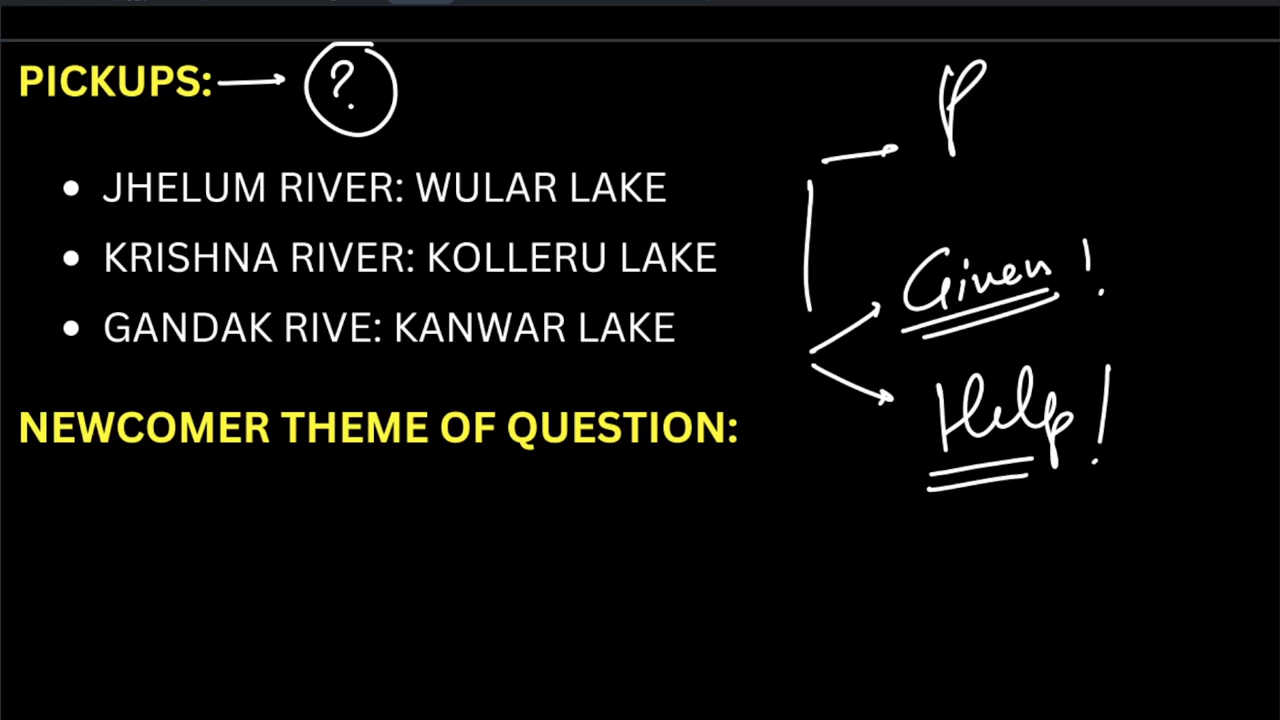 PICKUPS: ?
P
• JHELUM RIVER: WULAR LAKE
• KRISHNA RIVER: KOLLERU LAKE
Given !
• GANDAK RIVE: KANWAR LAKE
NEWCOMER THEME OF QUESTION:
Help !